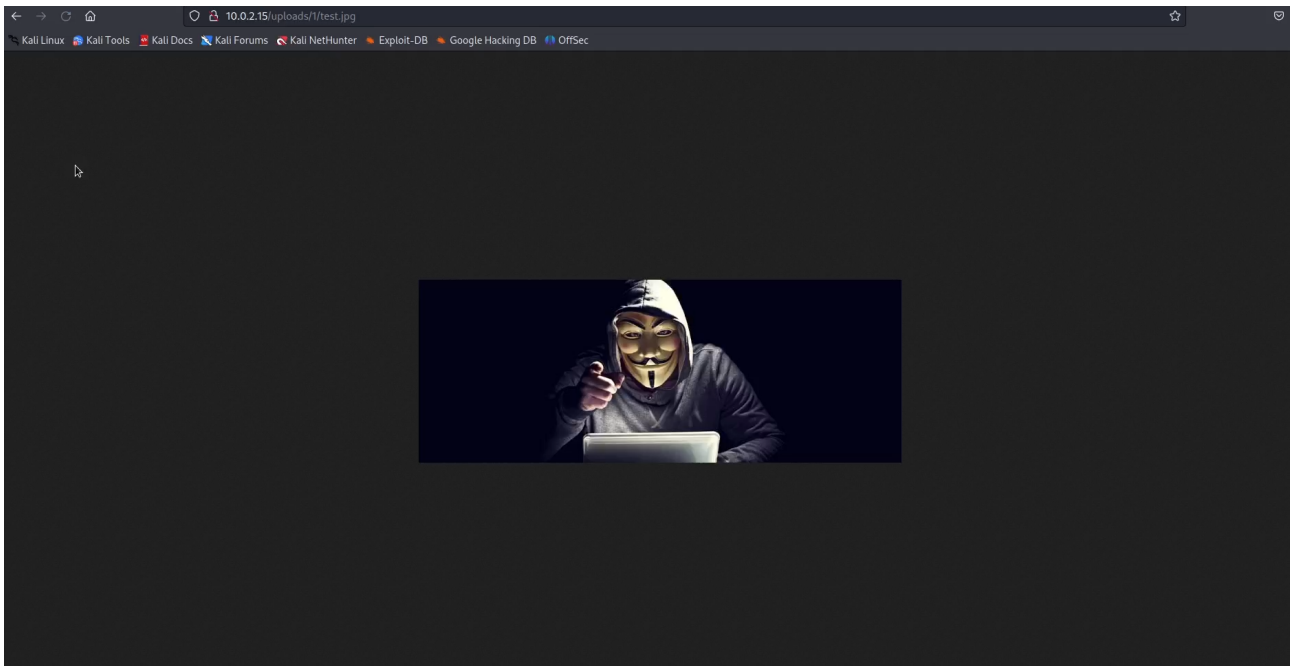 10.0.2.15/uploads/1/test.jpg
Kali Linux Kali Tools Kali Docs Kali Forums Kali NetHunter Exploit-DB Google Hacking DB OffSec